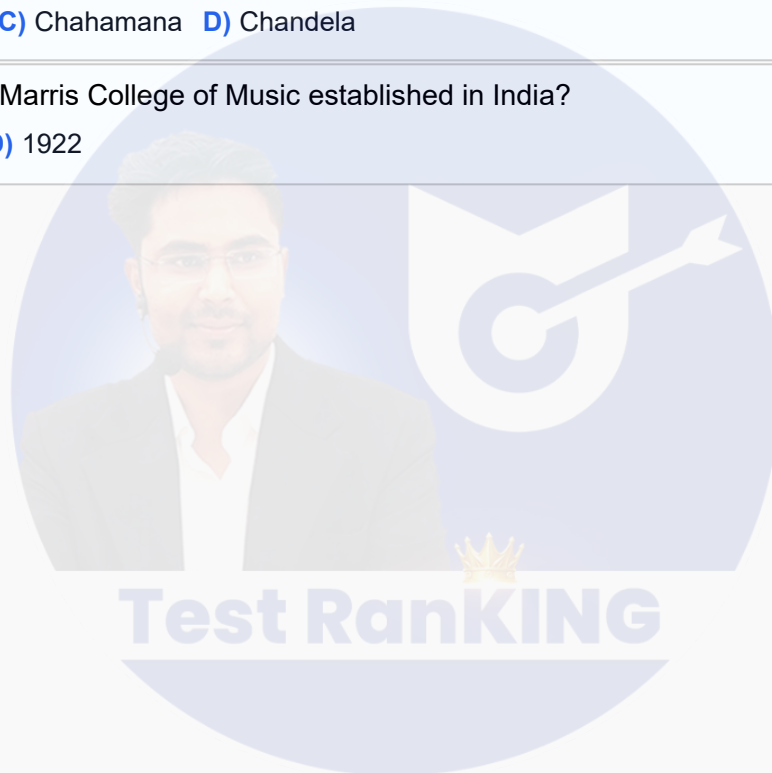 C) Chahamana D) Chandela
Marris College of Music established in India?
) 1922
Test RanKING